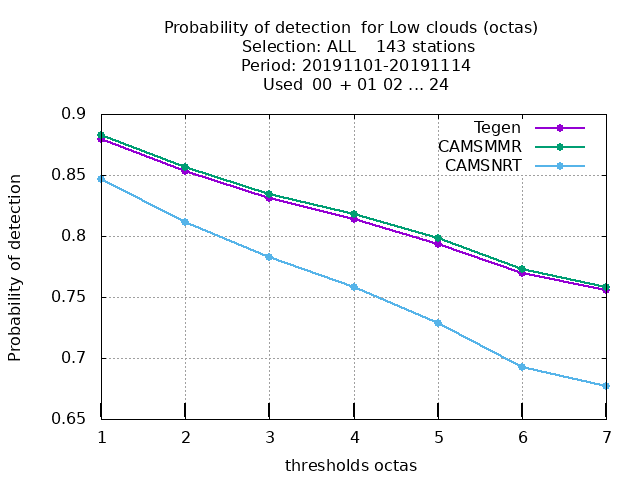 Probability of detection  for Low clouds (octas)
Selection: ALL    143 stations
Period: 20191101-20191114
Used  00 + 01 02 ... 24
0.9
0.85
0.8
0.75
0.7
0.65
Probability of detection
Tegen
CAMSMMR
CAMSNRT
1 2 3 4 5 6 7
thresholds octas